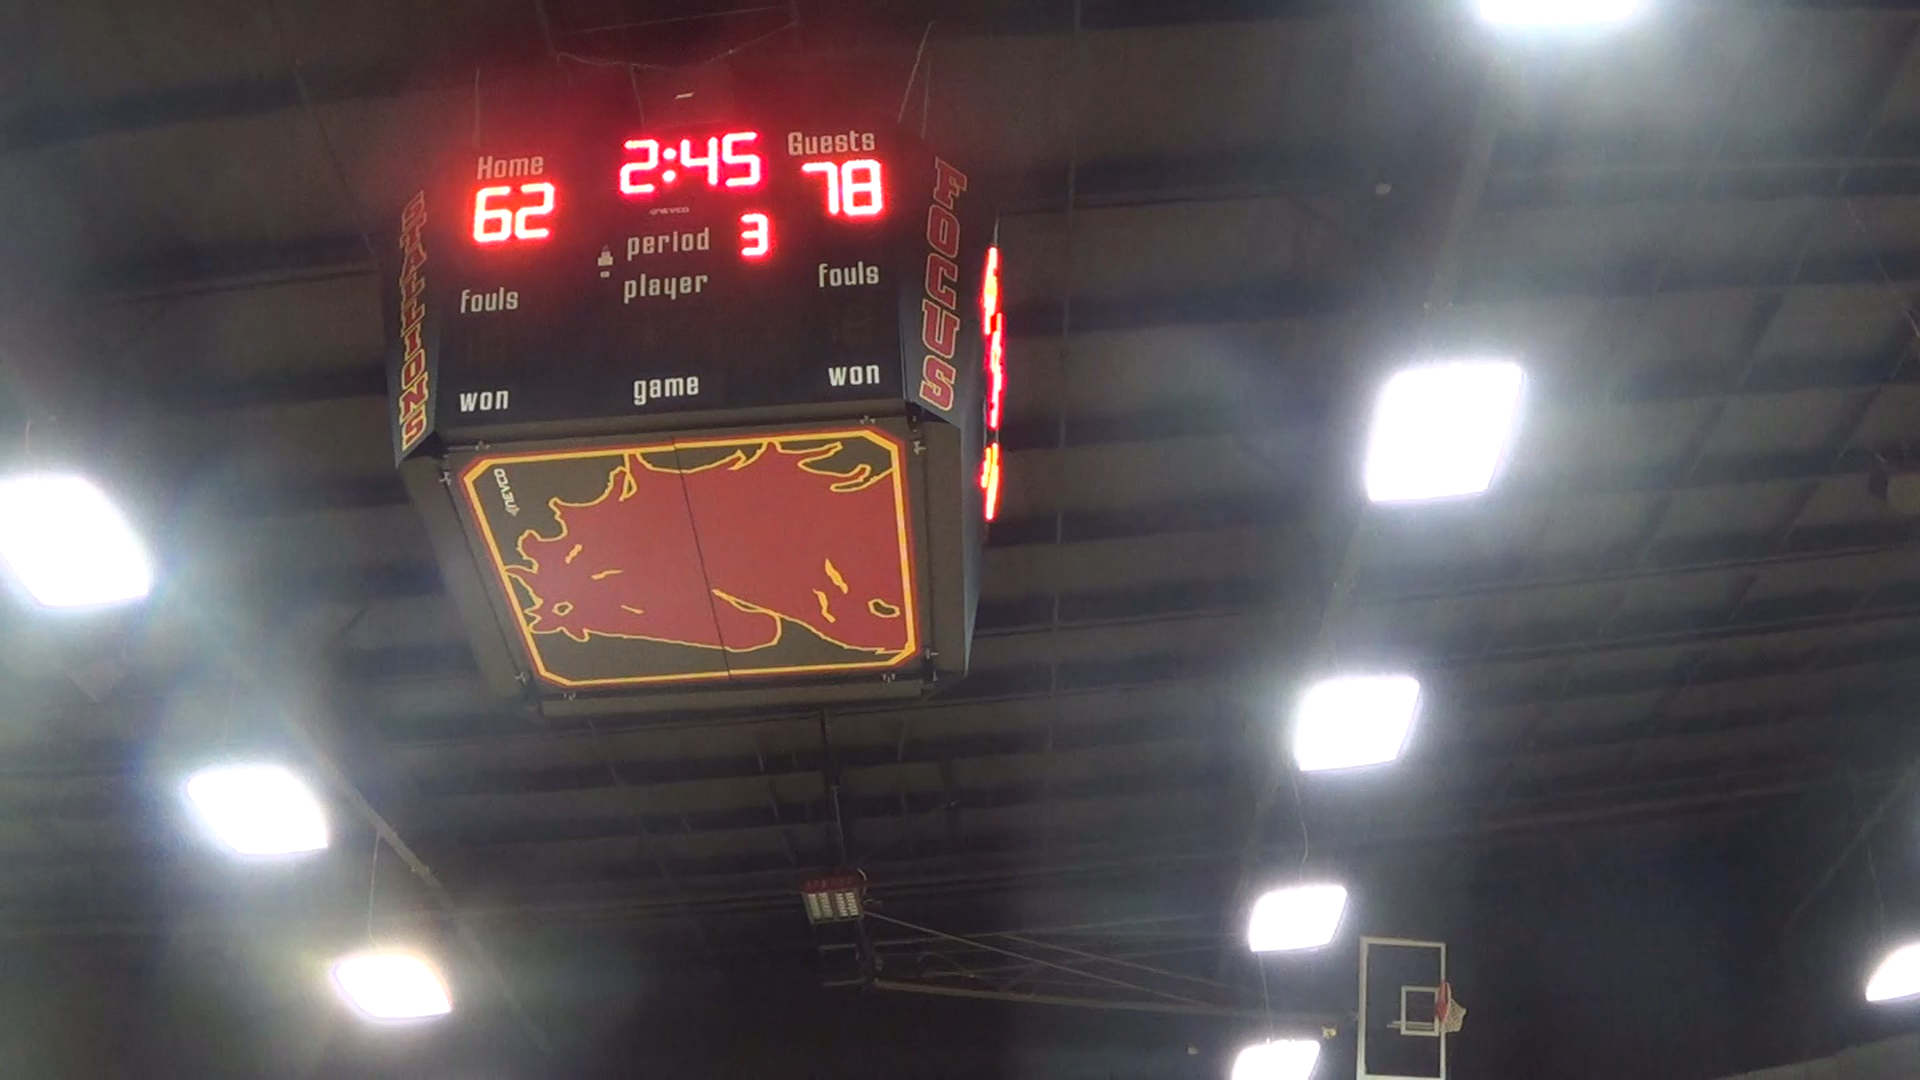 Home 2:45 Guests
62 78
NEVCO
period 3
player
fouls fouls
won game won
STALLIONS
FOCUS
NEVCO